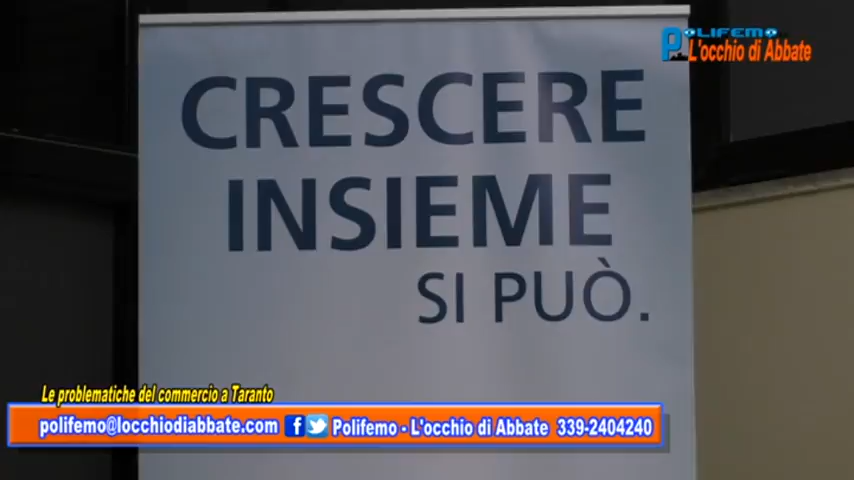 POLIFEMO
L'occhio di Abbate
CRESCERE
INSIEME
SI PUÒ.
Le problematiche del commercio a Taranto
polifemo@locchiodiabbate.com Polifemo - L'occhio di Abbate 339-2404240